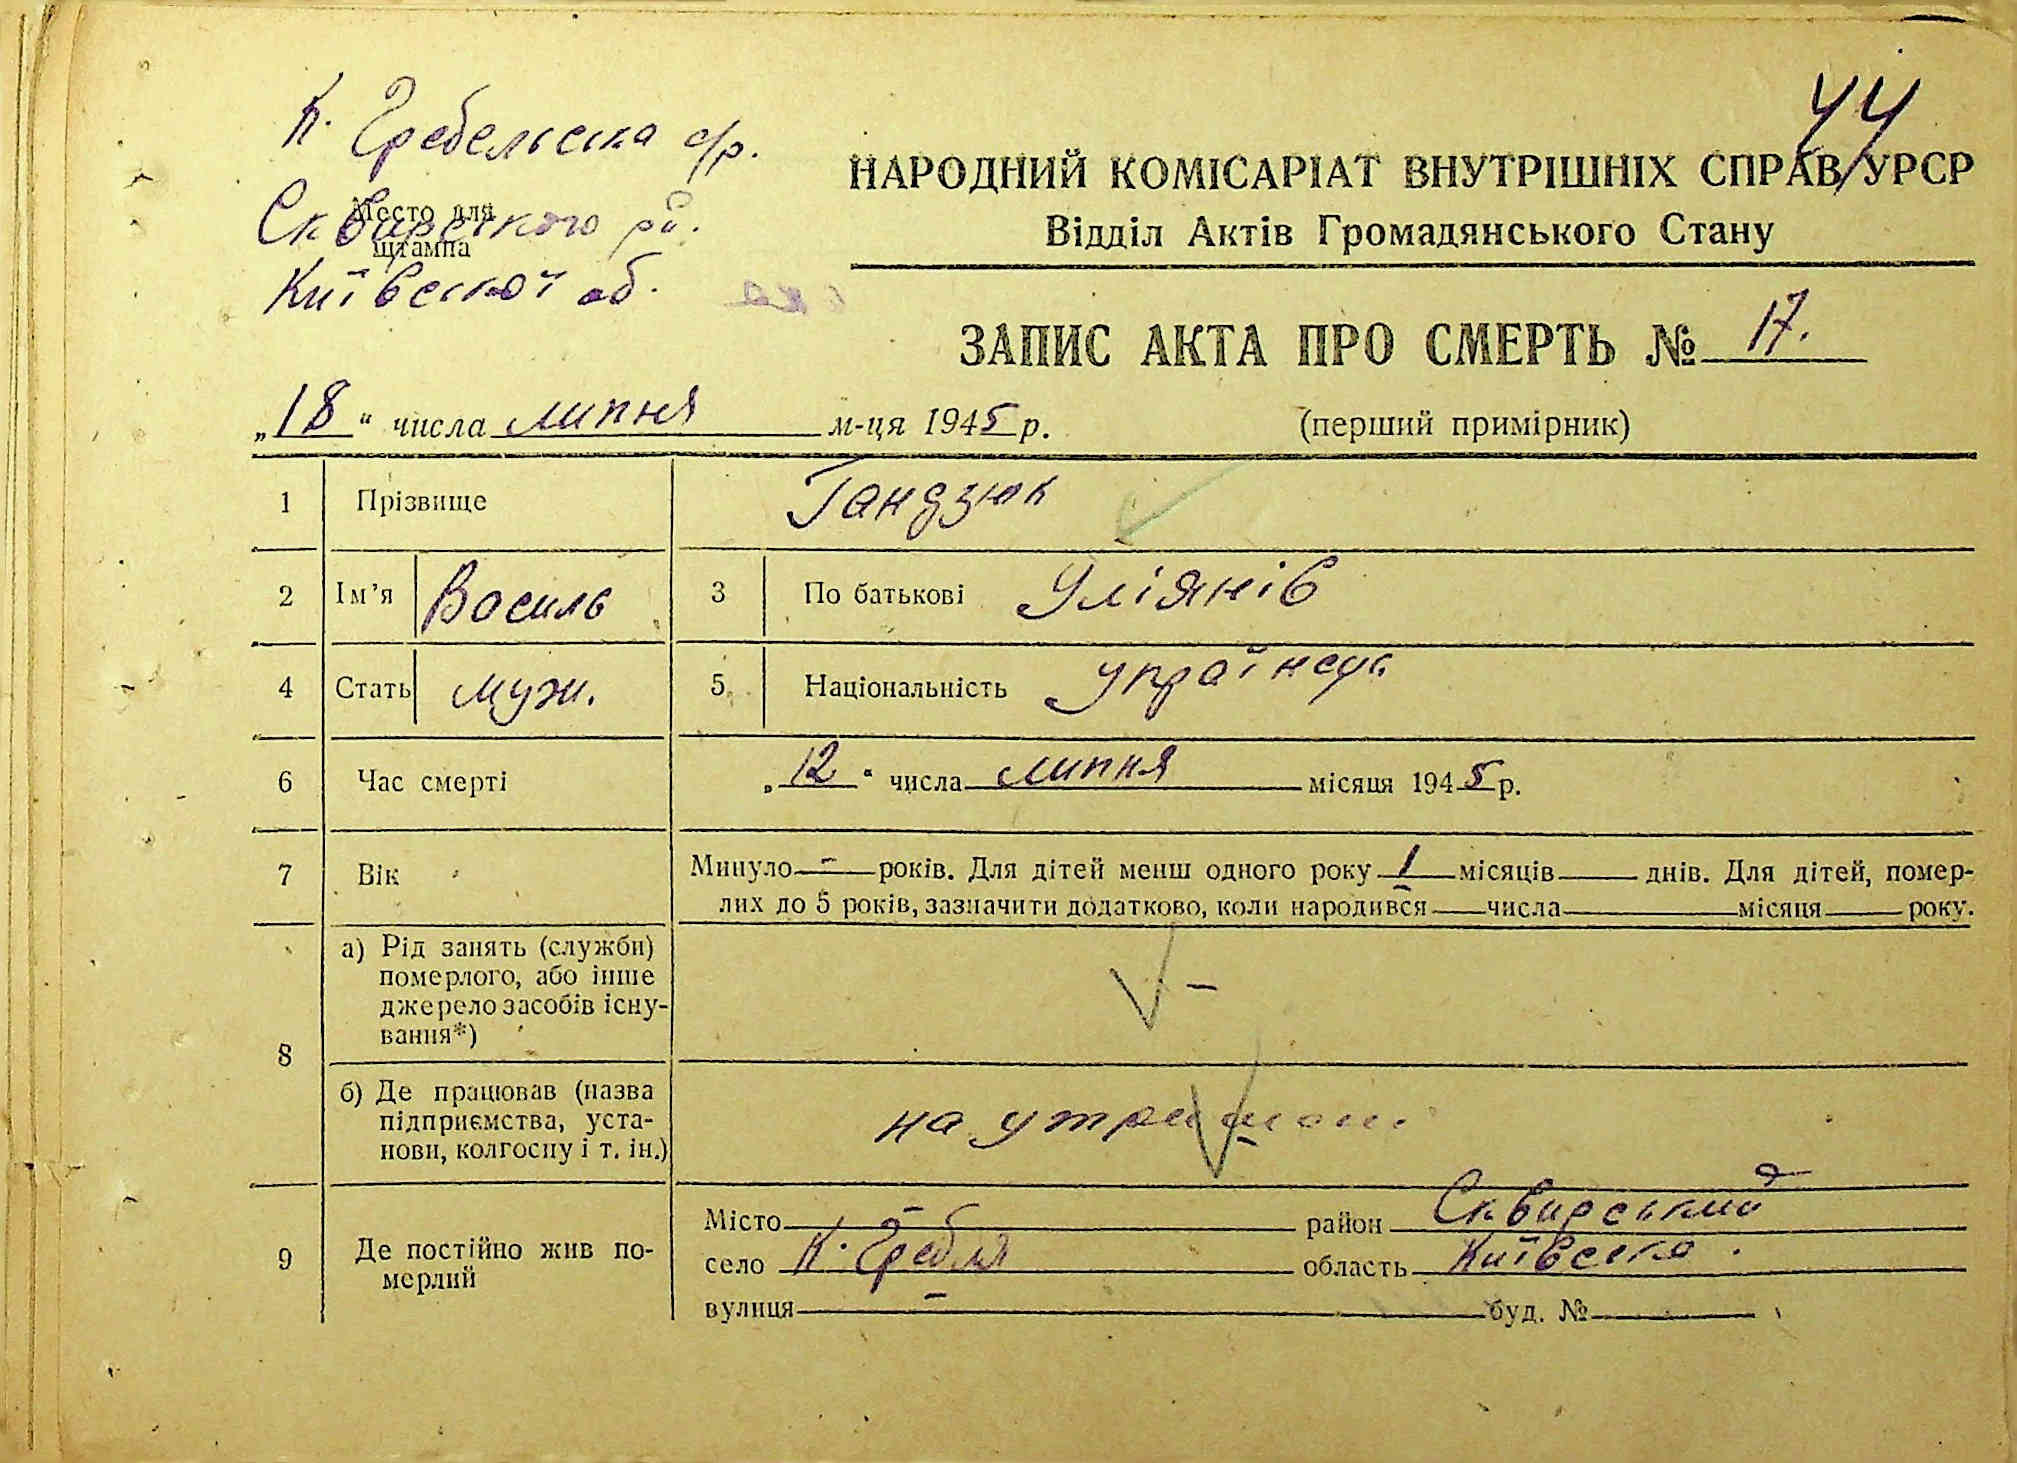 44
К. Гребельська с/р.
Сквирського рй.
Київської об.
Место для
штампа
НАРОДНИЙ КОМІСАРІАТ ВНУТРІШНІХ СПРАВ УРСР
Відділ Актів Громадянського Стану
ЗАПИС АКТА ПРО СМЕРТЬ № 17.
„18“ числа липня м-ця 1945 р.
(перший примірник)
1 Прізвище Гандзюк
2 Ім'я Василь 3 По батькові Уліянів
4 Стать муж. 5 Національність українець
6 Час смерті „12“ числа липня місяця 1945 р.
7 Вік Минуло - років. Для дітей менш одного року 1 місяців днів. Для дітей, помер-
лих до 5 років, зазначити додатково, коли народився числа місяця року.
8 а) Рід занять (служби)
померлого, або інше
джерело засобів існу-
вання*) -
б) Де працював (назва
підприємства, уста-
нови, колгоспу і т. ін.)
на
9 Де постійно жив по-
мерлий
Місто - район Сквирський
село К. Гребля область Київська.
вулиця - буд. №